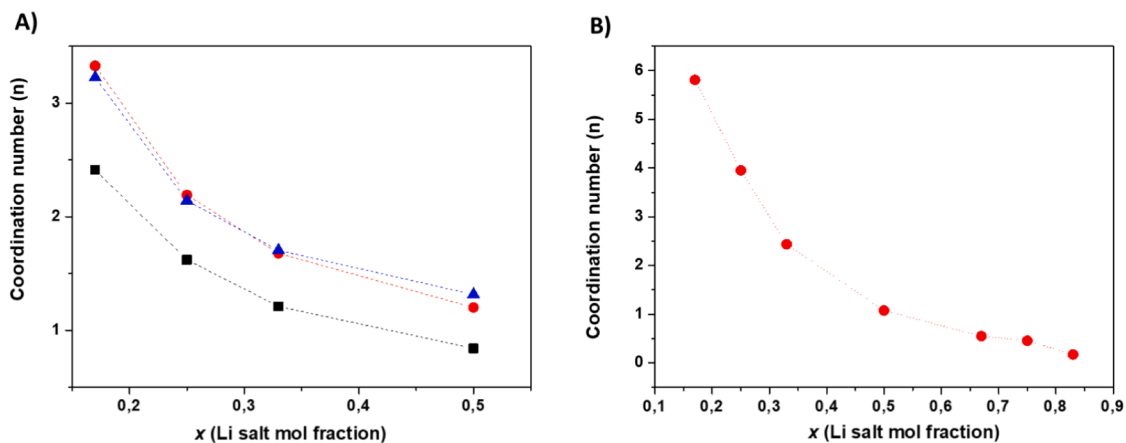 A)
Coordination number (n)
3
2
1
0,2 0,3 0,4 0,5
x (Li salt mol fraction)
B)
Coordination number (n)
6
5
4
3
2
1
0
0,1 0,2 0,3 0,4 0,5 0,6 0,7 0,8 0,9
x (Li salt mol fraction)